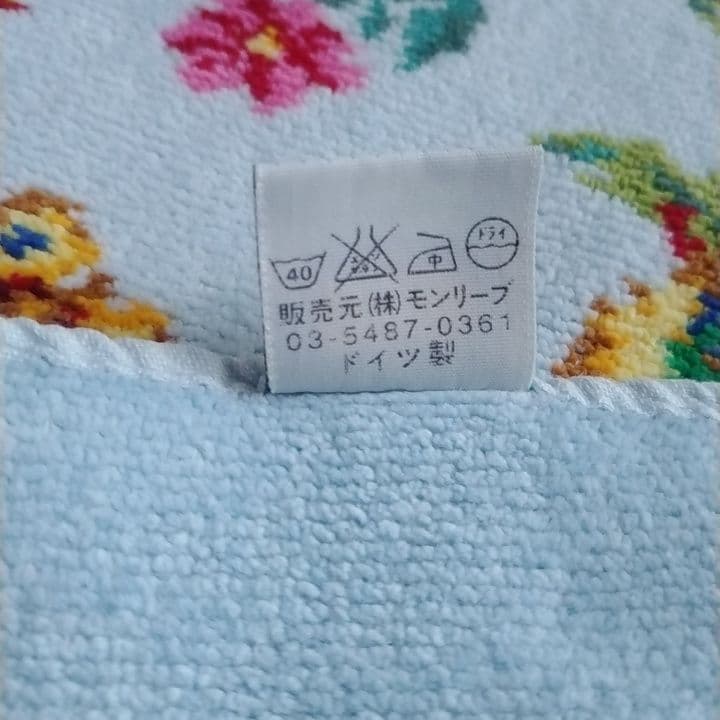 40 中 ドライ
販売元(株)モンリーブ
03-5487-0361
ドイツ製